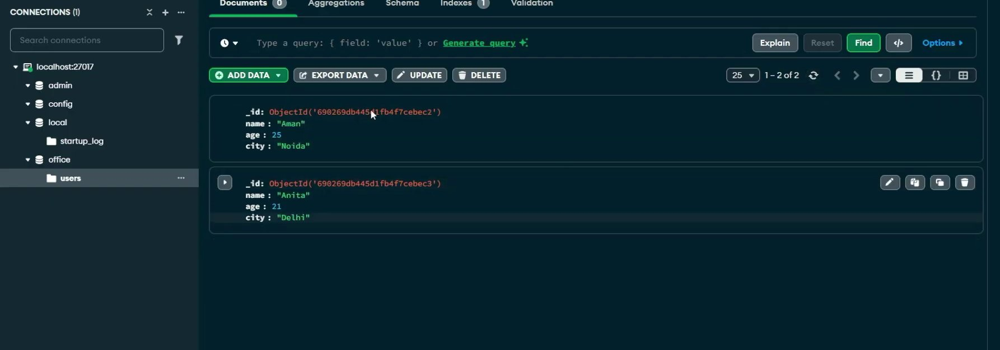 CONNECTIONS (1)
Search connections
localhost:27017
admin
config
local
startup_log
office
users
Documents 0 Aggregations Schema Indexes 1 Validation
Type a query: { field: 'value' } or Generate query
Explain Reset Find </> Options
ADD DATA EXPORT DATA UPDATE DELETE 25 1 – 2 of 2 {}
_id: ObjectId('690269db445d1fb4f7cebec2')
name : "Aman"
age : 25
city : "Noida"
_id: ObjectId('690269db445d1fb4f7cebec3')
name : "Anita"
age : 21
city : "Delhi"